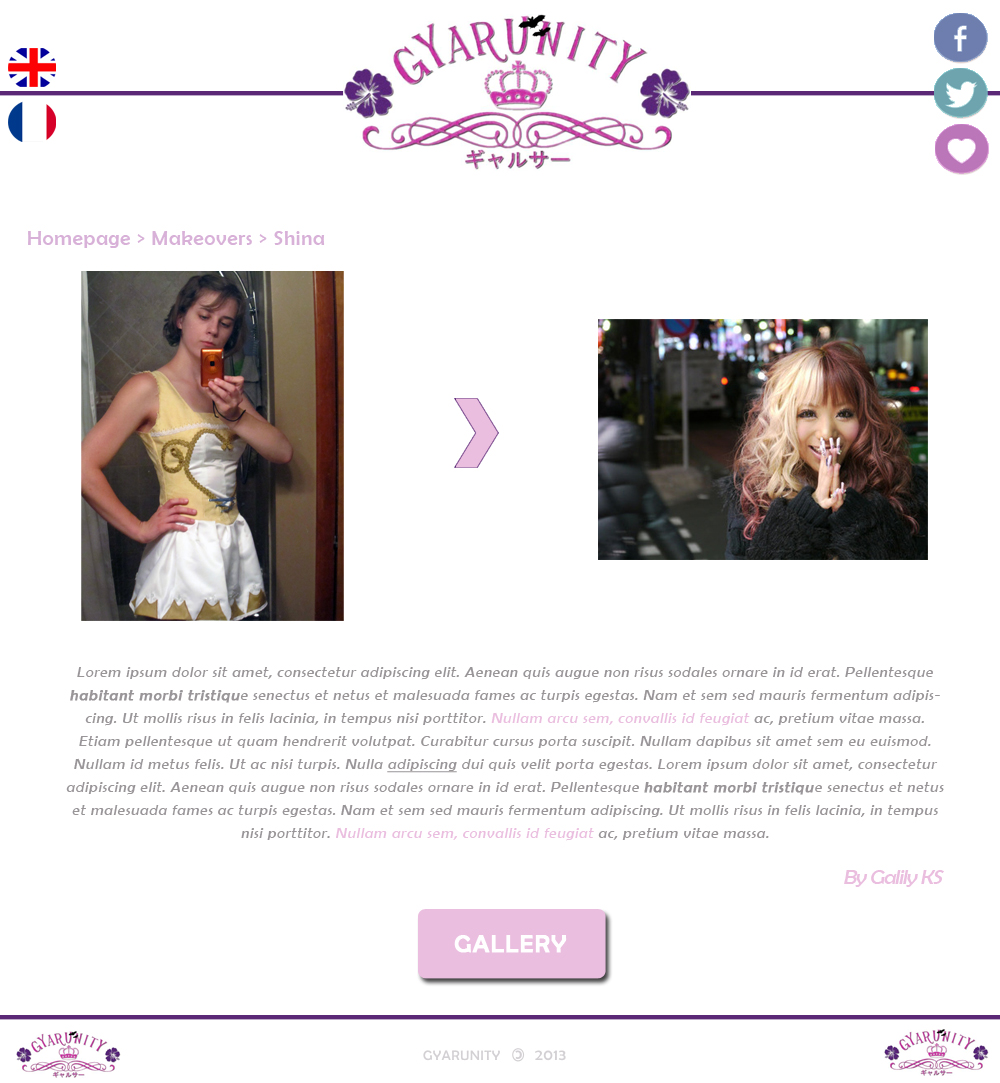 GYARUNITY
ギャルサー
Homepage > Makeovers > Shina
Lorem ipsum dolor sit amet, consectetur adipiscing elit. Aenean quis augue non risus sodales ornare in id erat. Pellentesque
habitant morbi tristique senectus et netus et malesuada fames ac turpis egestas. Nam et sem sed mauris fermentum adipis-
cing. Ut mollis risus in felis lacinia, in tempus nisi porttitor. Nullam arcu sem, convallis id feugiat ac, pretium vitae massa.
Etiam pellentesque ut quam hendrerit volutpat. Curabitur cursus porta suscipit. Nullam dapibus sit amet sem eu euismod.
Nullam id metus felis. Ut ac nisi turpis. Nulla adipiscing dui quis velit porta egestas. Lorem ipsum dolor sit amet, consectetur
adipiscing elit. Aenean quis augue non risus sodales ornare in id erat. Pellentesque habitant morbi tristique senectus et netus
et malesuada fames ac turpis egestas. Nam et sem sed mauris fermentum adipiscing. Ut mollis risus in felis lacinia, in tempus
nisi porttitor. Nullam arcu sem, convallis id feugiat ac, pretium vitae massa.
By Galily KS
GALLERY
GYARUNITY
ギャルサー
GYARUNITY © 2013
GYARUNITY
ギャルサー